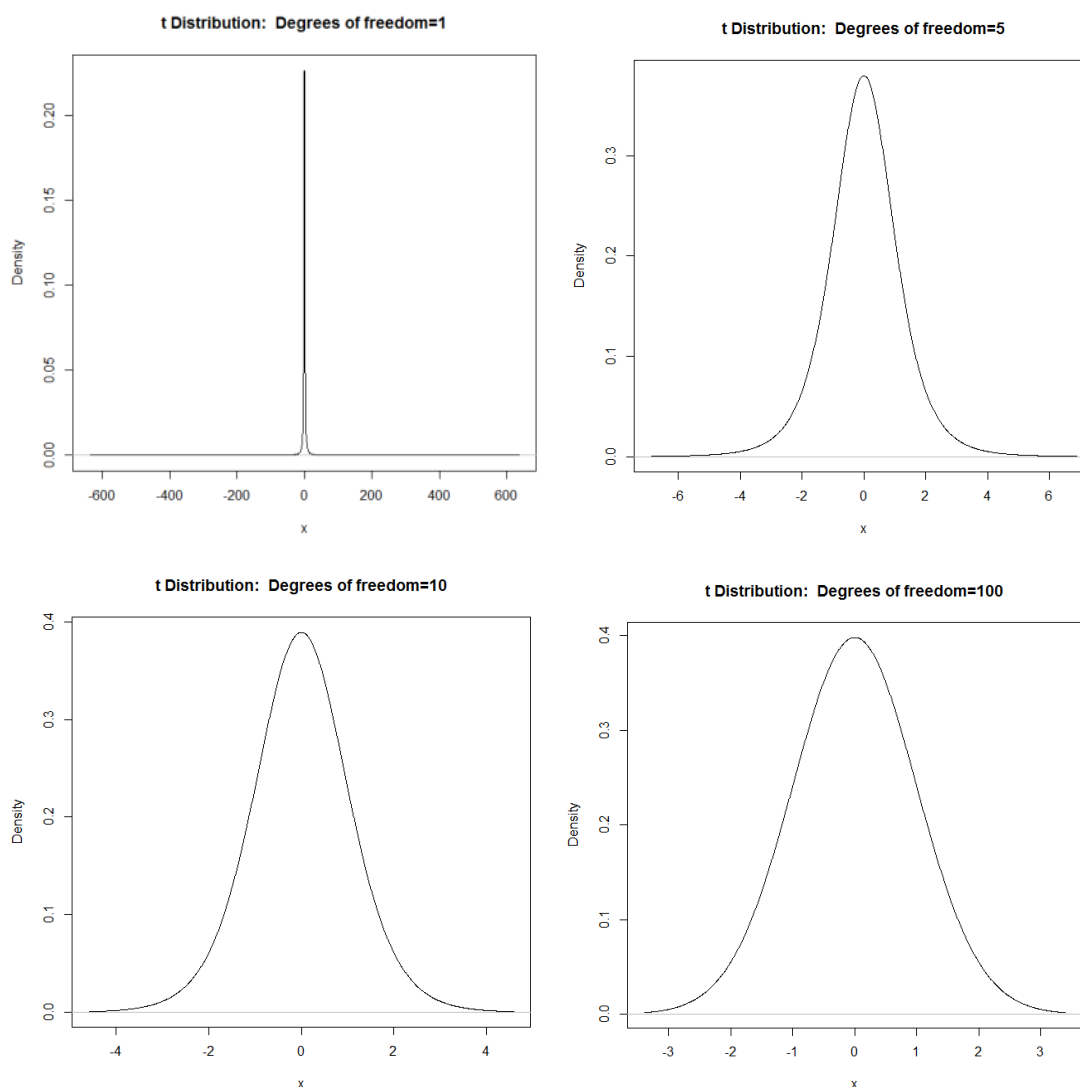 t Distribution:  Degrees of freedom=1
0.20
0.15
0.10
0.05
0.00
Density
-600 -400 -200 0 200 400 600
x
t Distribution:  Degrees of freedom=5
0.3
0.2
0.1
0.0
Density
-6 -4 -2 0 2 4 6
x
t Distribution:  Degrees of freedom=10
0.4
0.3
0.2
0.1
0.0
Density
-4 -2 0 2 4
x
t Distribution:  Degrees of freedom=100
0.4
0.3
0.2
0.1
0.0
Density
-3 -2 -1 0 1 2 3
x